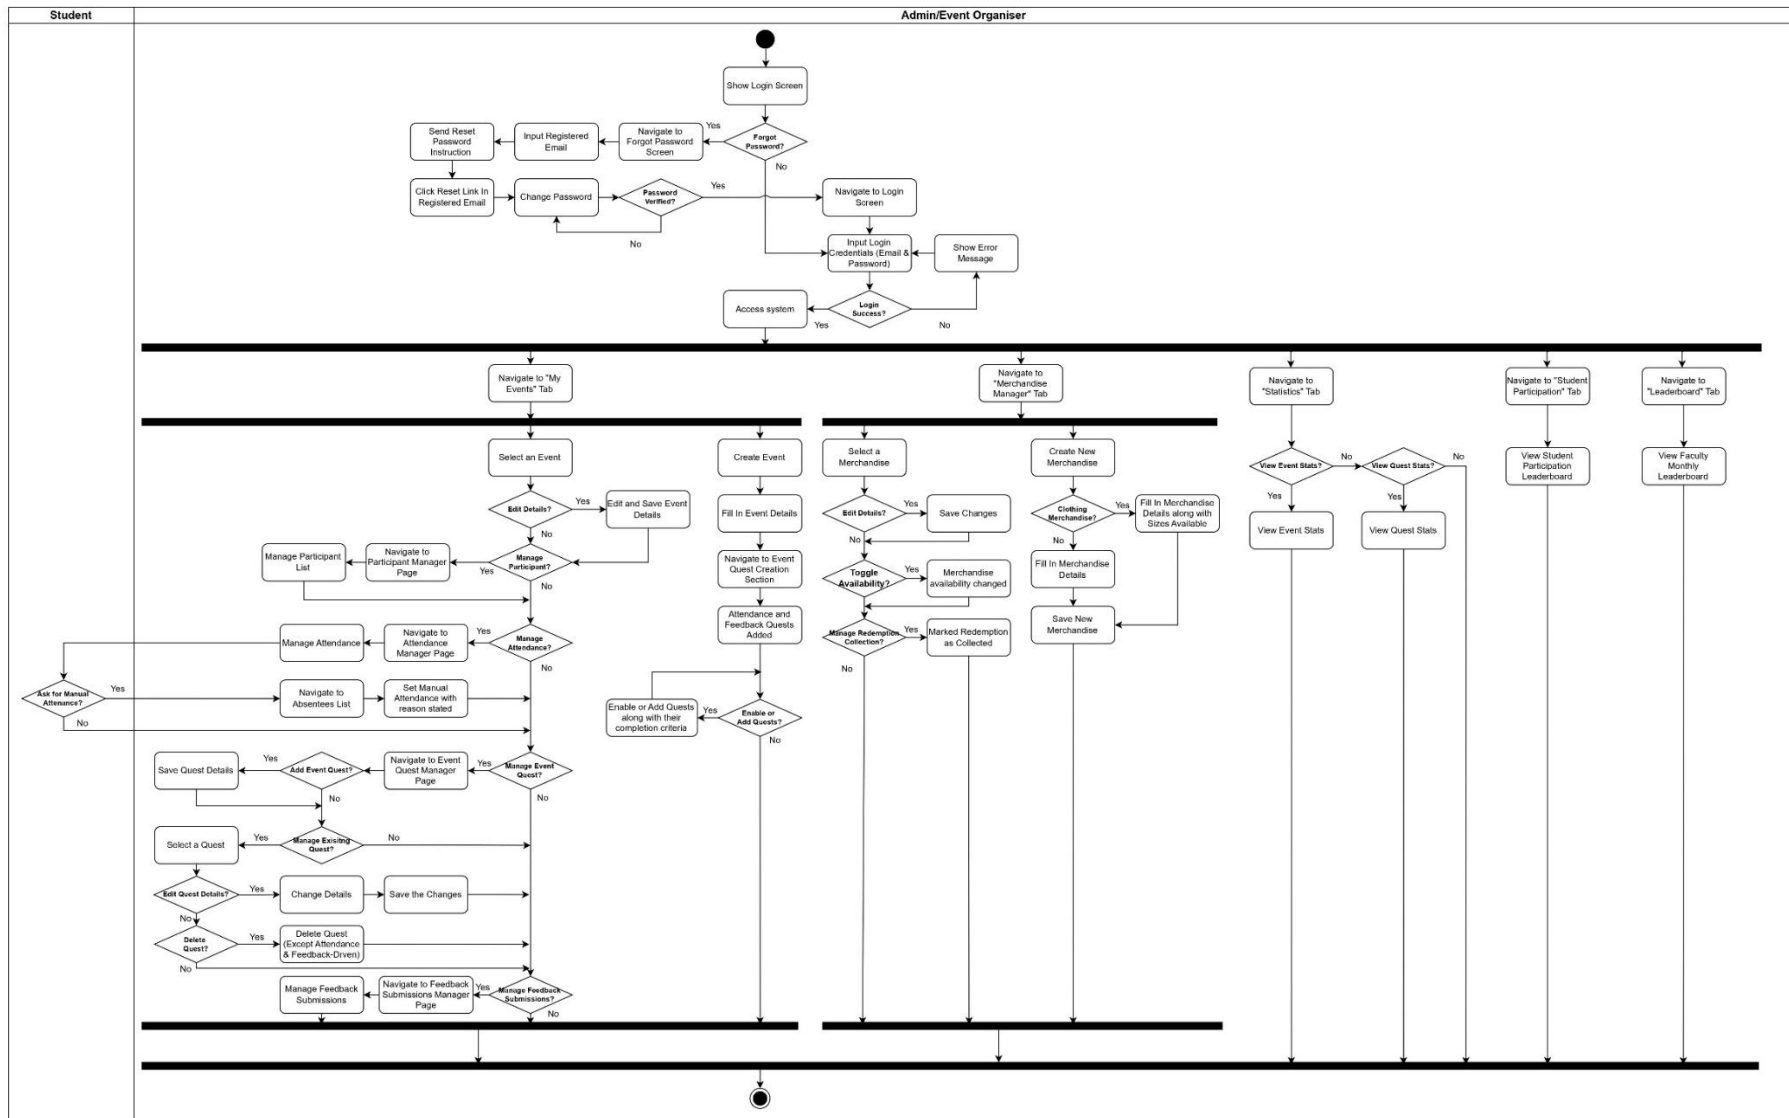 Student
Admin/Event Organiser
Show Login Screen
Send Reset
Password
Instruction
Input Registered
Email
Navigate to
Forgot Password
Screen
Yes
Forgot
Password?
No
Click Reset Link In
Registered Email
Change Password
Password
Verified?
Yes
No
Navigate to Login
Screen
Input Login
Credentials (Email &
Password)
Show Error
Message
Access system
Yes
Login
Success?
No
Navigate to "My
Events" Tab
Navigate to
"Merchandise
Manager" Tab
Navigate to
"Statistics" Tab
Navigate to "Student
Participation" Tab
Navigate to
"Leaderboard" Tab
Select an Event
Edit Details?
Yes
Edit and Save Event
Details
No
Manage Participant
List
Navigate to
Participant Manager
Page
Yes
Manage
Participant?
No
Manage Attendance
Navigate to
Attendance
Manager Page
Yes
Manage
Attendance?
No
Ask for Manual
Attenance?
Yes
No
Navigate to
Absentees List
Set Manual
Attendance with
reason stated
Save Quest Details
Yes
Add Event Quest?
No
Navigate to Event
Quest Manager
Page
Yes
Manage Event
Quest?
No
Select a Quest
Yes
Manage Exisitng
Quest?
No
Edit Quest Details?
Yes
Change Details
Save the Changes
No
Delete
Quest?
Yes
Delete Quest
(Except Attendance
& Feedback-Drven)
No
Manage Feedback
Submissions
Navigate to Feedback
Submissions Manager
Page
Yes
Manage Feedback
Submissions?
No
Create Event
Fill In Event Details
Navigate to Event
Quest Creation
Section
Attendance and
Feedback Quests
Added
Enable or Add Quests
along with their
completion criteria
Yes
Enable or
Add Quests?
No
Select a
Merchandise
Edit Details?
Yes
Save Changes
No
Toggle
Availability?
Yes
Merchandise
availability changed
Manage Redemption
Collection?
Yes
Marked Redemption
as Collected
No
Create New
Merchandise
Clothing
Merchandise?
Yes
Fill In Merchandise
Details along with
Sizes Available
No
Fill In Merchandise
Details
Save New
Merchandise
View Event Stats?
No
View Quest Stats?
No
Yes
Yes
View Event Stats
View Quest Stats
View Student
Participation
Leaderboard
View Faculty
Monthly
Leaderboard